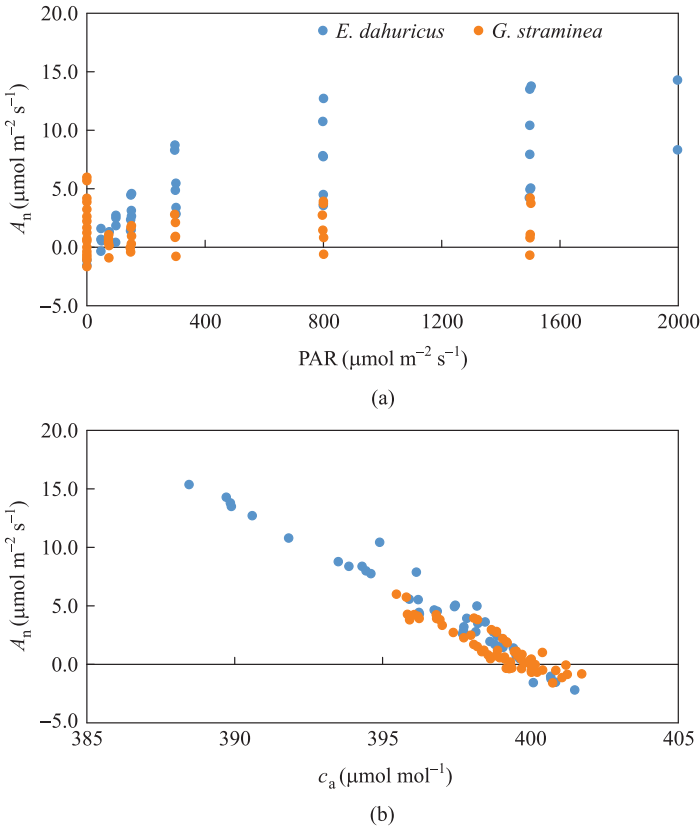 20.0
E. dahuricus G. straminea
15.0
10.0
5.0
0.0
−5.0
Aₙ (μmol m⁻² s⁻¹)
0 400 800 1200 1600 2000
PAR (μmol m⁻² s⁻¹)
(a)
20.0
15.0
10.0
5.0
0.0
−5.0
Aₙ (μmol m⁻² s⁻¹)
385 390 395 400 405
cₐ (μmol mol⁻¹)
(b)